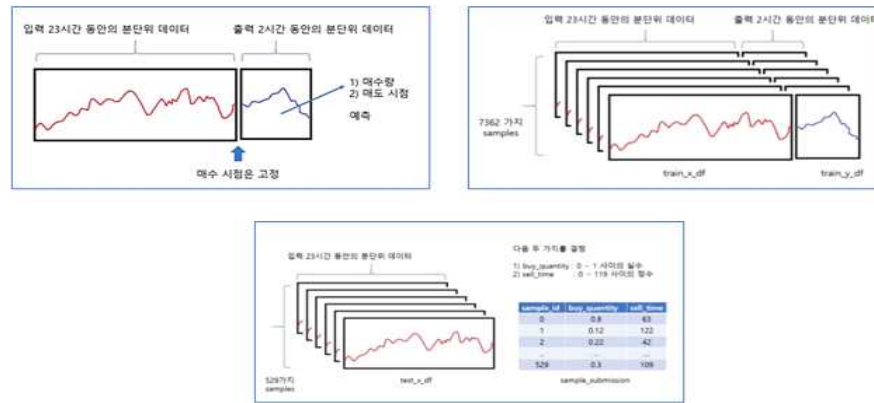 입력 23시간 동안의 분단위 데이터
출력 2시간 동안의 분단위 데이터
1) 매수량
2) 매도 시점
예측
매수 시점은 고정
입력 23시간 동안의 분단위 데이터
출력 2시간 동안의 분단위 데이터
7362 가지
samples
train_x_df
train_y_df
입력 23시간 동안의 분단위 데이터
529가지
samples
test_x_df
다음 두 가지를 결정
1) buy_quantity : 0 ~ 1 사이의 실수
2) sell_time : 0 ~ 119 사이의 정수
sample_id buy_quantity sell_time
0 0.8 63
1 0.12 122
2 0.22 42
... ... ...
529 0.3 109
sample_submission